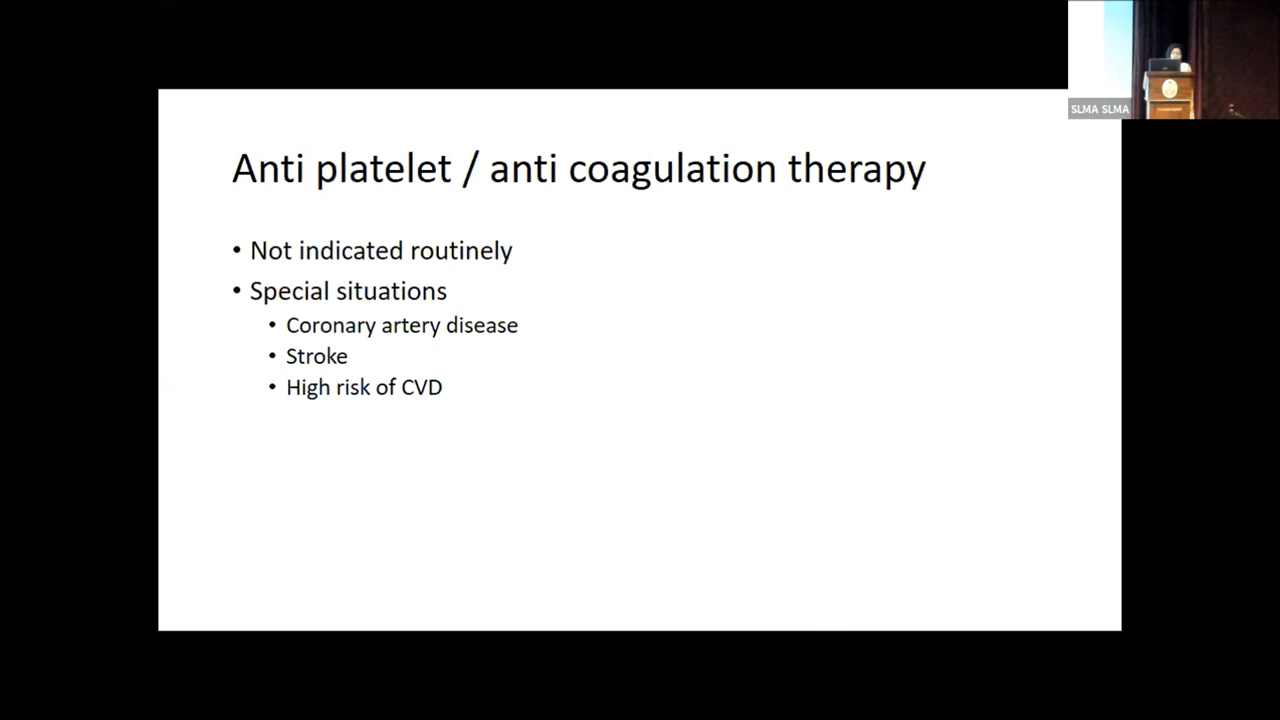 Anti platelet / anti coagulation therapy
• Not indicated routinely
• Special situations
• Coronary artery disease
• Stroke
• High risk of CVD
SLMA SLMA